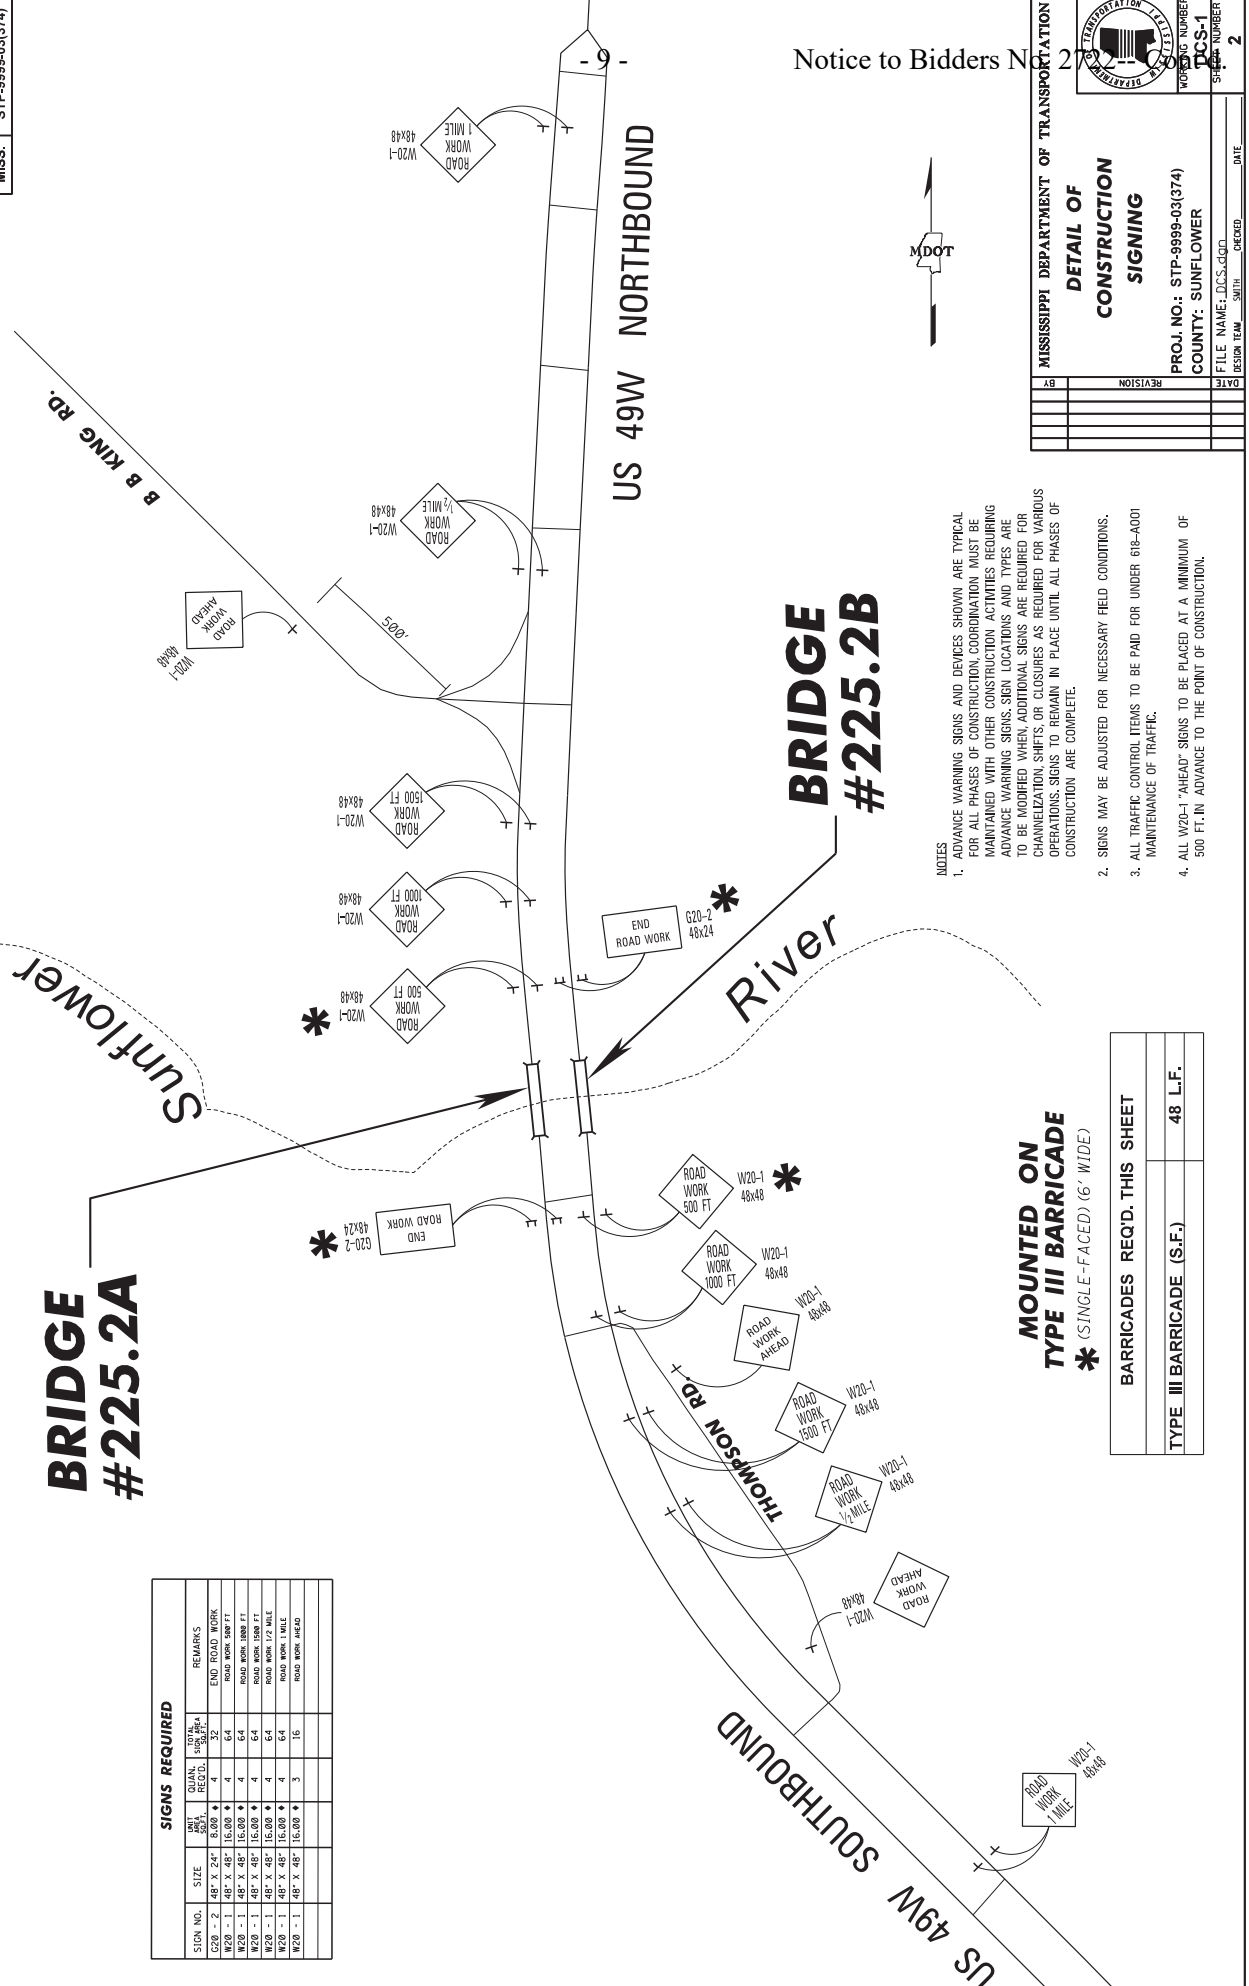 - 9 -
Notice to Bidders No. 2722 -- Cont'd.
MISS.
STP-9999-03(374)
ROAD
WORK
1 MILE
W20-1
48x48
US 49W NORTHBOUND
B B KING RD.
ROAD
WORK
AHEAD
W20-1
48x48
500'
ROAD
WORK
½ MILE
W20-1
48x48
ROAD
WORK
1500 FT
W20-1
48x48
ROAD
WORK
1000 FT
W20-1
48x48
ROAD
WORK
500 FT
W20-1
48x48
*
END
ROAD WORK
G20-2
48x24
*
BRIDGE
#225.2B
Sunflower
River
BRIDGE
#225.2A
END
ROAD WORK
G20-2
48x24
*
ROAD
WORK
500 FT
W20-1
48x48
*
ROAD
WORK
1000 FT
W20-1
48x48
ROAD
WORK
AHEAD
W20-1
48x48
THOMPSON RD.
ROAD
WORK
1500 FT
W20-1
48x48
ROAD
WORK
1/2 MILE
W20-1
48x48
ROAD
WORK
AHEAD
W20-1
48x48
ROAD
WORK
1 MILE
W20-1
48x48
US 49W SOUTHBOUND
MDOT
NOTES
1. ADVANCE WARNING SIGNS AND DEVICES SHOWN ARE TYPICAL
FOR ALL PHASES OF CONSTRUCTION, COORDINATION MUST BE
MAINTAINED WITH OTHER CONSTRUCTION ACTIVITIES REQUIRING
ADVANCE WARNING SIGNS. SIGN LOCATIONS AND TYPES ARE
TO BE MODIFIED WHEN, ADDITIONAL SIGNS ARE REQUIRED FOR
CHANNELIZATION, SHIFTS, OR CLOSURES AS REQUIRED FOR VARIOUS
OPERATIONS. SIGNS TO REMAIN IN PLACE UNTIL ALL PHASES OF
CONSTRUCTION ARE COMPLETE.
2. SIGNS MAY BE ADJUSTED FOR NECESSARY FIELD CONDITIONS.
3. ALL TRAFFIC CONTROL ITEMS TO BE PAID FOR UNDER 618-A001
MAINTENANCE OF TRAFFIC.
4. ALL W20-1 "AHEAD" SIGNS TO BE PLACED AT A MINIMUM OF
500 FT. IN ADVANCE TO THE POINT OF CONSTRUCTION.
MOUNTED ON
TYPE III BARRICADE
* (SINGLE-FACED) (6' WIDE)
BARRICADES REQ'D. THIS SHEET
TYPE III BARRICADE (S.F.) 48 L.F.
SIGNS REQUIRED
SIGN NO. SIZE UNIT AREA SQ.FT. QUAN. REQ'D. TOTAL SIGN AREA SQ.FT. REMARKS
G20 - 2 48" X 24" 8.00 ♦ 4 32 END ROAD WORK
W20 - 1 48" X 48" 16.00 ♦ 4 64 ROAD WORK 500 FT
W20 - 1 48" X 48" 16.00 ♦ 4 64 ROAD WORK 1000 FT
W20 - 1 48" X 48" 16.00 ♦ 4 64 ROAD WORK 1500 FT
W20 - 1 48" X 48" 16.00 ♦ 4 64 ROAD WORK 1/2 MILE
W20 - 1 48" X 48" 16.00 ♦ 4 64 ROAD WORK 1 MILE
W20 - 1 48" X 48" 16.00 ♦ 3 16 ROAD WORK AHEAD
MISSISSIPPI DEPARTMENT OF TRANSPORTATION
DETAIL OF
CONSTRUCTION
SIGNING
PROJ. NO.: STP-9999-03(374)
COUNTY: SUNFLOWER
FILE NAME: DCS.dgn
DESIGN TEAM SMITH CHECKED DATE
WORKING NUMBER
DCS-1
SHEET NUMBER
2
DATE REVISION BY